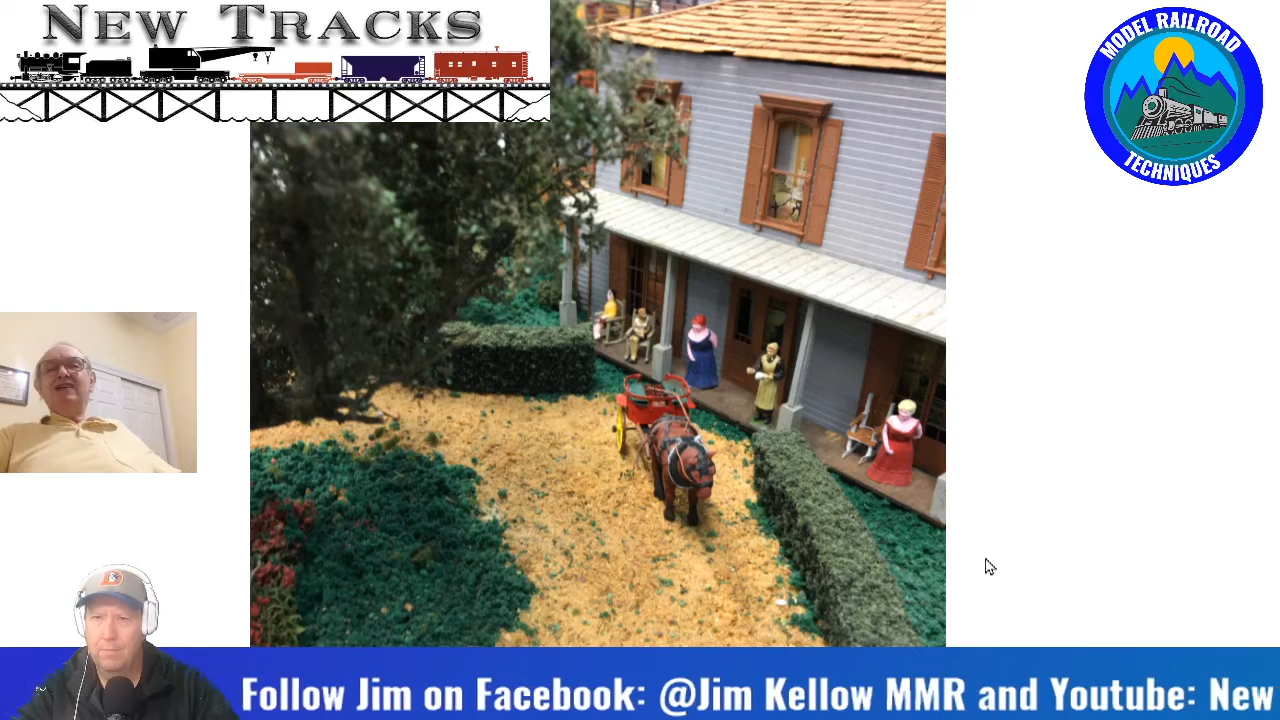 NEW TRACKS
MODEL RAILROAD
TECHNIQUES
Follow Jim on Facebook: @Jim Kellow MMR and Youtube: New